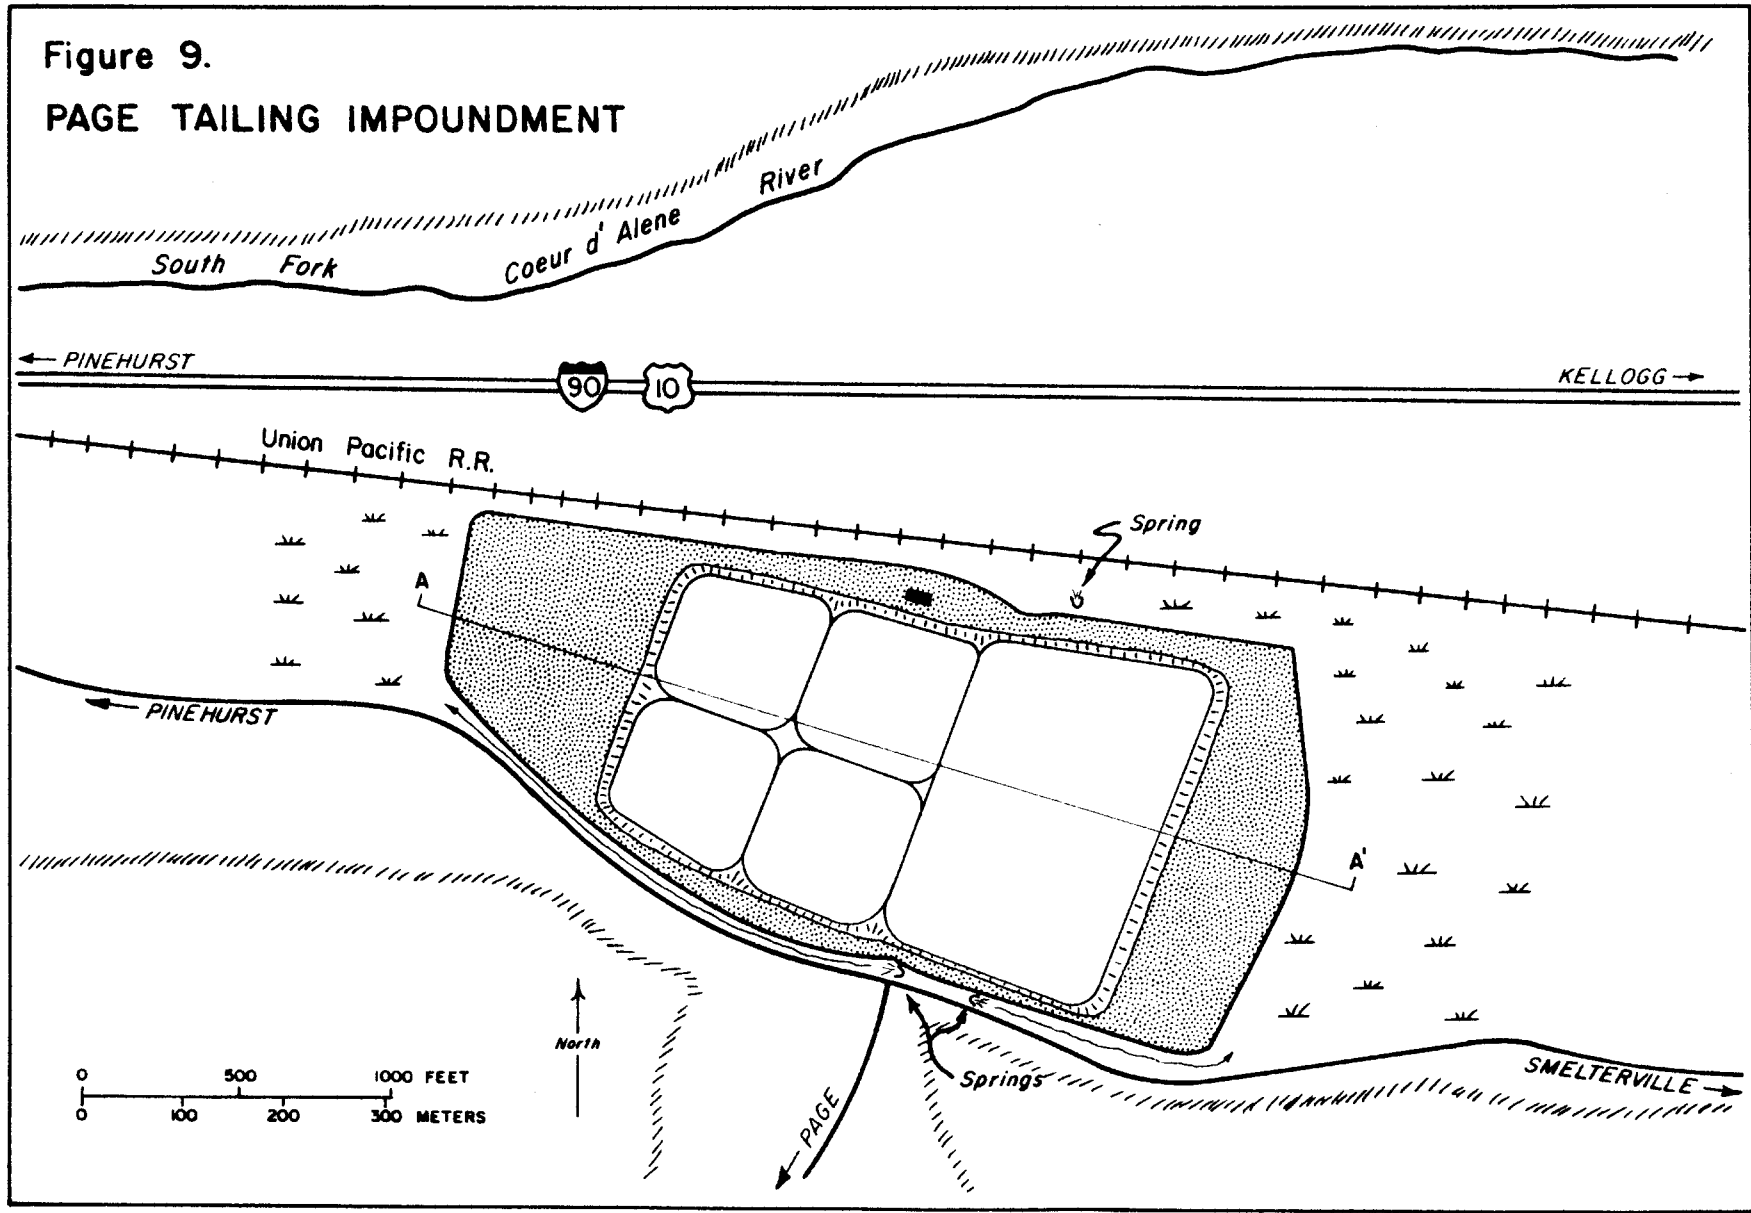 Figure 9.
PAGE TAILING IMPOUNDMENT
South Fork Coeur d' Alene River
← PINEHURST
90
10
KELLOGG →
Union Pacific R.R.
Spring
A
← PINEHURST
A'
North
Springs
PAGE
SMELTERVILLE →
0 500 1000 FEET
0 100 200 300 METERS